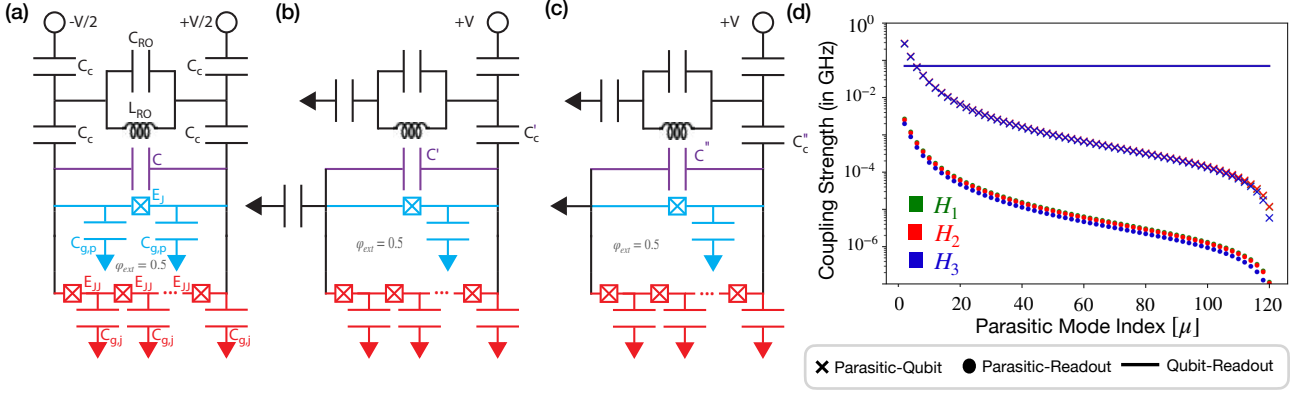 (a)
-V/2
+V/2
C_RO
C_c
C_c
L_RO
C_c
C_c
C
E_J
C_g,p
C_g,p
φ_ext = 0.5
E_JJ
E_JJ
E_JJ
...
C_g,j
C_g,j
C_g,j
(b)
+V
C_c'
C'
φ_ext = 0.5
...
(c)
+V
C_c"
C"
φ_ext = 0.5
...
(d)
Coupling Strength (in GHz)
10^0
10^-2
10^-4
10^-6
H_1
H_2
H_3
0 20 40 60 80 100 120
Parasitic Mode Index [μ]
Parasitic-Qubit Parasitic-Readout Qubit-Readout